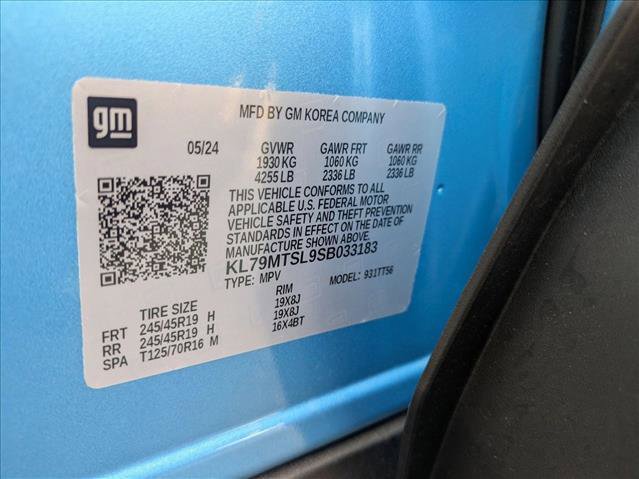 gm
MFD BY GM KOREA COMPANY
05/24 GVWR GAWR FRT GAWR RR
1930 KG 1060 KG 1060 KG
4255 LB 2336 LB 2336 LB
THIS VEHICLE CONFORMS TO ALL
APPLICABLE U.S. FEDERAL MOTOR
VEHICLE SAFETY AND THEFT PREVENTION
STANDARDS IN EFFECT ON THE DATE OF
MANUFACTURE SHOWN ABOVE.
KL79MTSL9SB033183
TYPE: MPV MODEL: 931TT56
TIRE SIZE RIM
FRT 245/45R19 H 19X8J
RR 245/45R19 H 19X8J
SPA T125/70R16 M 16X4BT